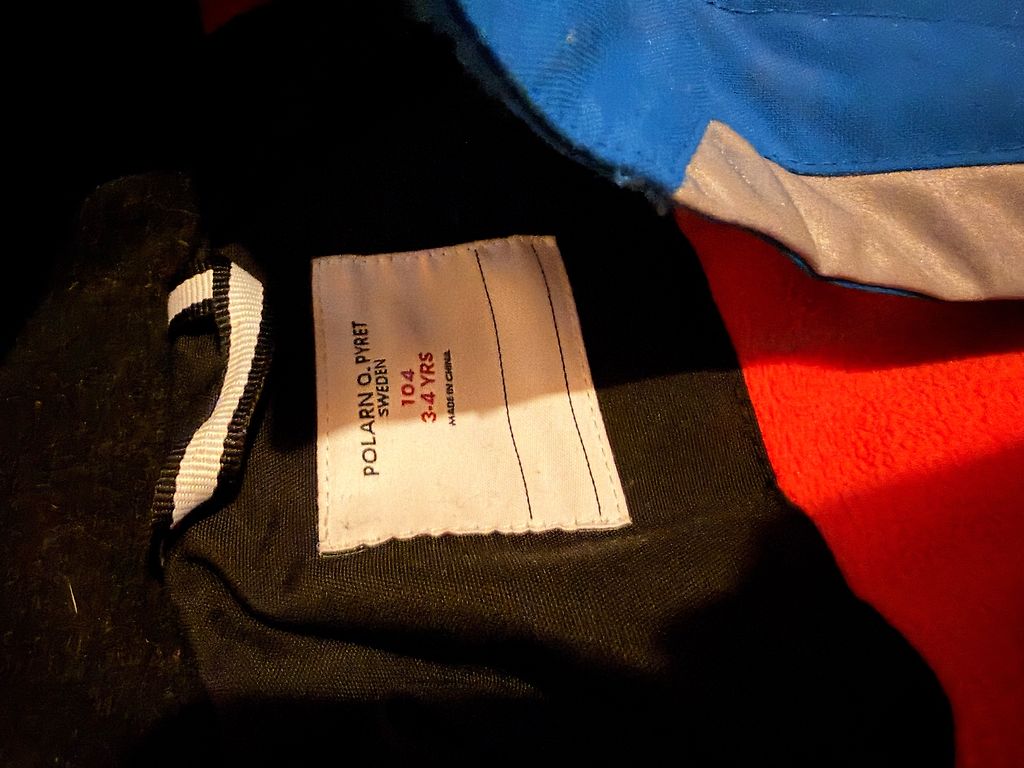 POLARN O. PYRET
SWEDEN
104
3-4 YRS
MADE IN CHINA